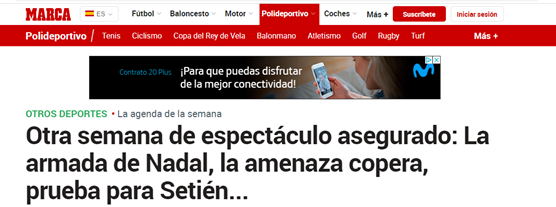 MARCA ES Fútbol Baloncesto Motor Polideportivo Coches Más + Suscríbete Iniciar sesión
Polideportivo / Tenis Ciclismo Copa del Rey de Vela Balonmano Atletismo Golf Rugby Turf Más +
Contrato 20 Plus
¡Para que puedas disfrutar
de la mejor conectividad!
OTROS DEPORTES • La agenda de la semana
Otra semana de espectáculo asegurado: La
armada de Nadal, la amenaza copera,
prueba para Setién...